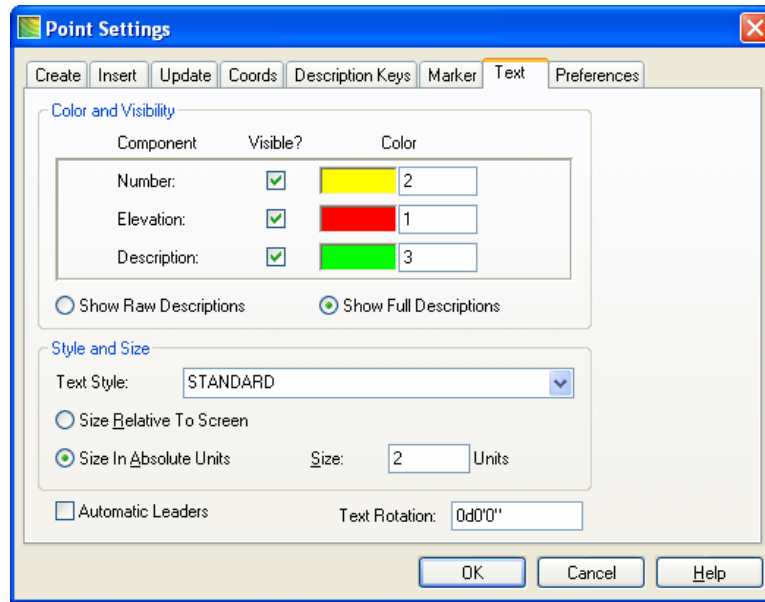 Point Settings
Create Insert Update Coords Description Keys Marker Text Preferences
Color and Visibility
Component Visible? Color
Number: 2
Elevation: 1
Description: 3
Show Raw Descriptions Show Full Descriptions
Style and Size
Text Style: STANDARD
Size Relative To Screen
Size In Absolute Units Size: 2 Units
Automatic Leaders Text Rotation: 0d0'0"
OK Cancel Help